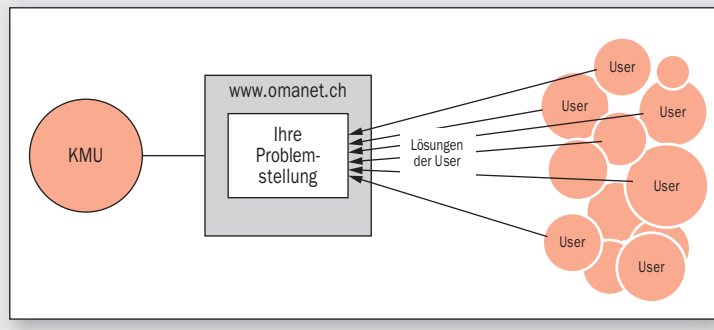 KMU
www.omanet.ch
Ihre
Problem-
stellung
Lösungen
der User
User
User
User
User
User
User